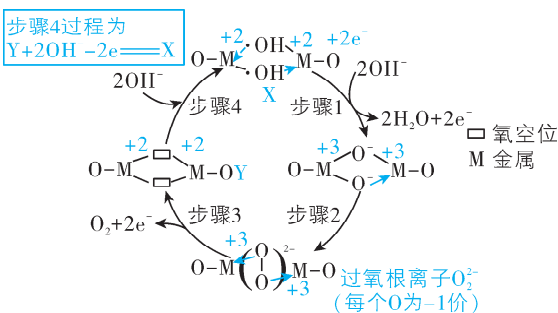 步骤4过程为
Y+2OH⁻-2e⁻═X
+2 ·OH +2 +2e⁻
O-M ·OH M-O
X
2OH⁻
2OH⁻
步骤4
步骤1
2H₂O+2e⁻
氧空位
M 金属
+2 +2
O-M M-OY
+3 O⁻ +3
O-M O⁻ M-O
O₂+2e⁻
步骤3
步骤2
+3
O-M(O-O)²⁻M-O
+3
过氧根离子O₂²⁻
(每个O为-1价)